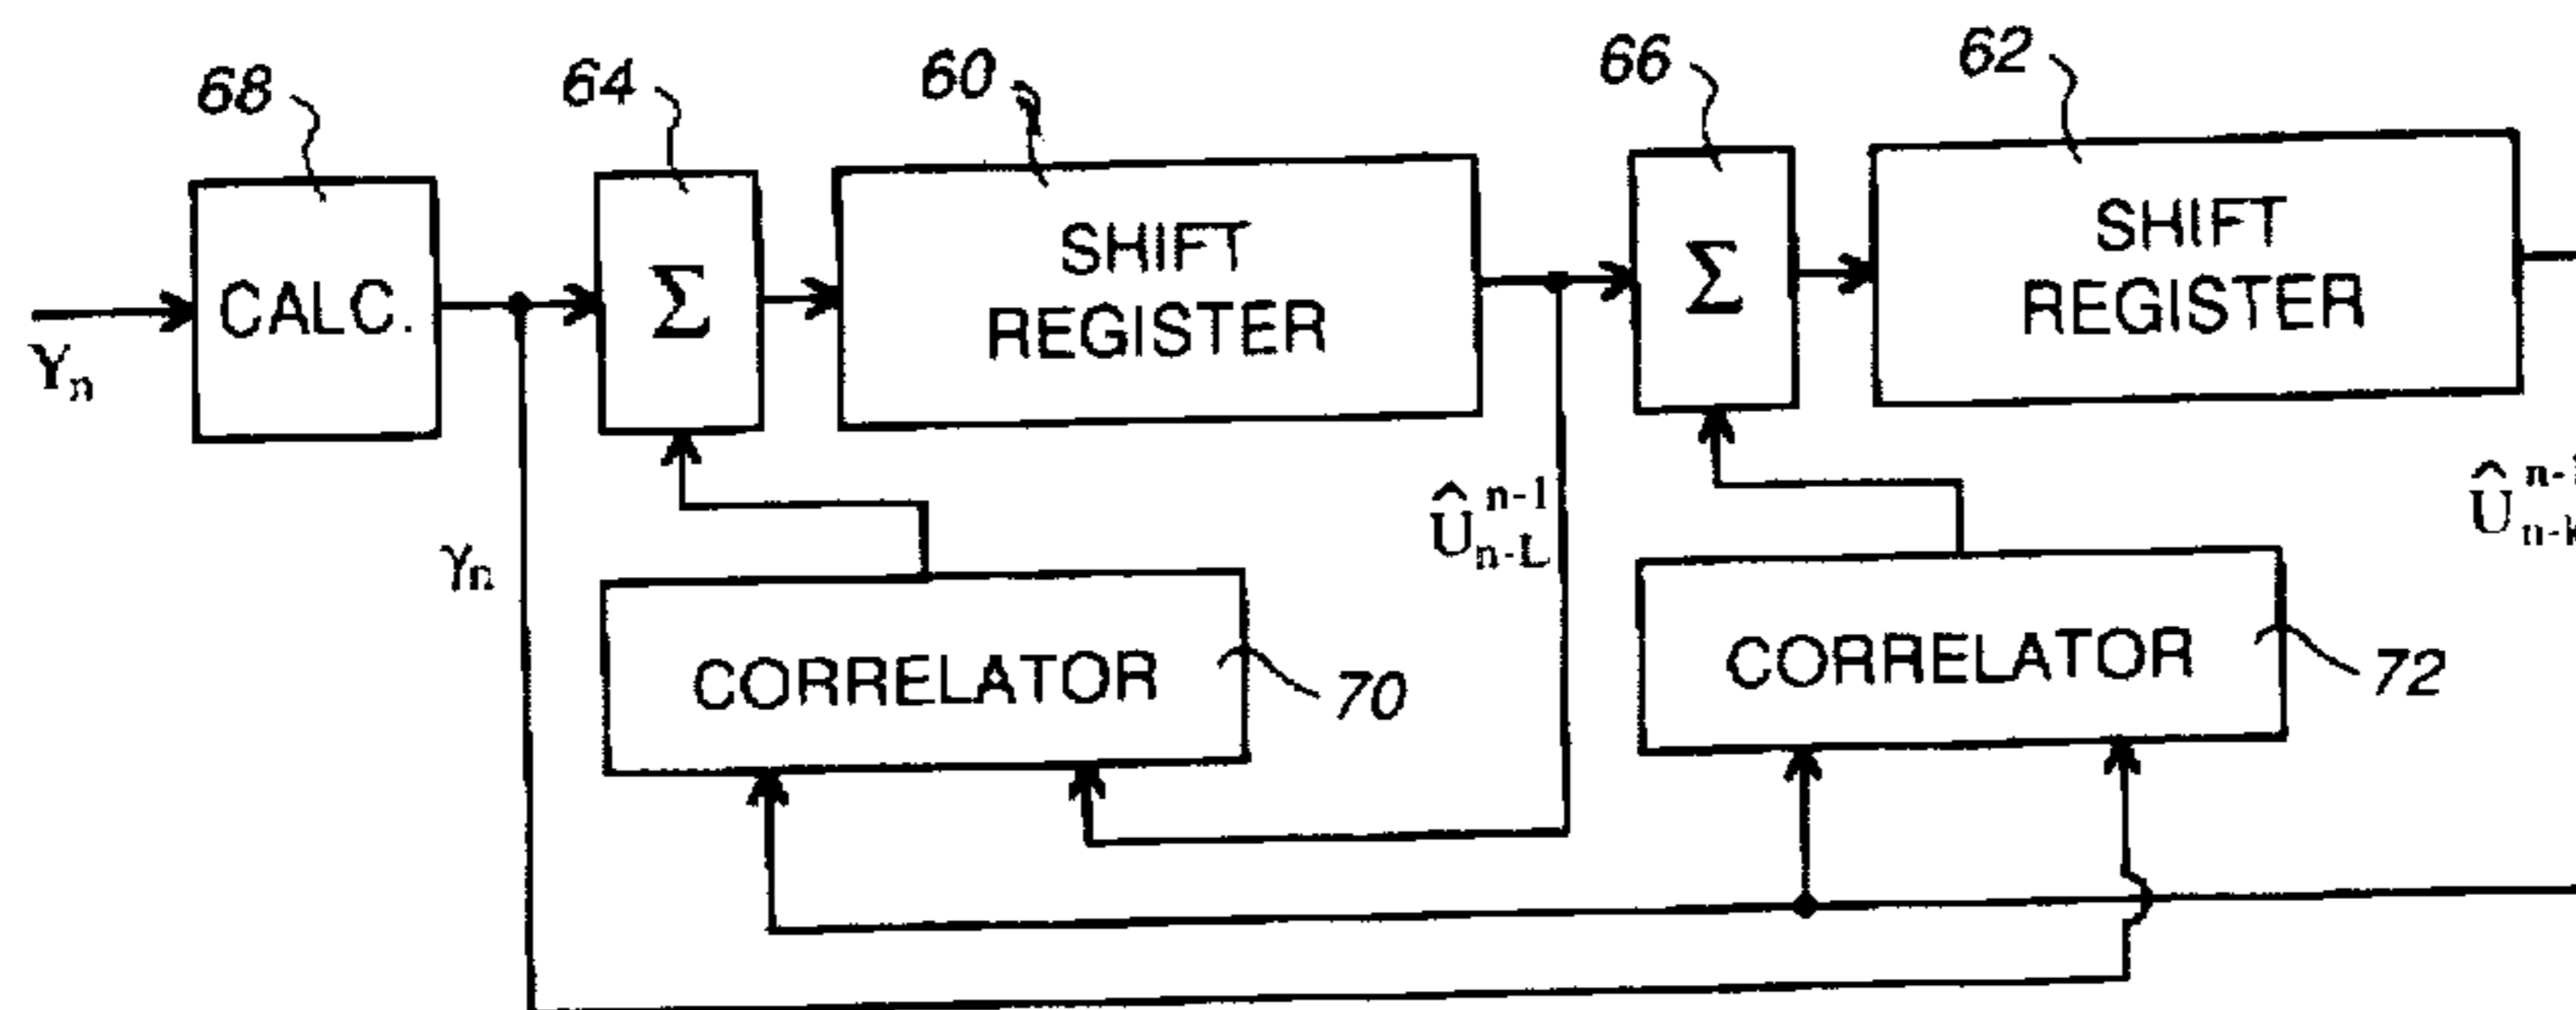 68
64
60
66
62
CALC.
Σ
SHIFT
REGISTER
Σ
SHIFT
REGISTER
Yₙ
γₙ
Û n-1 n-L
CORRELATOR
70
CORRELATOR
72
Û n- n-k